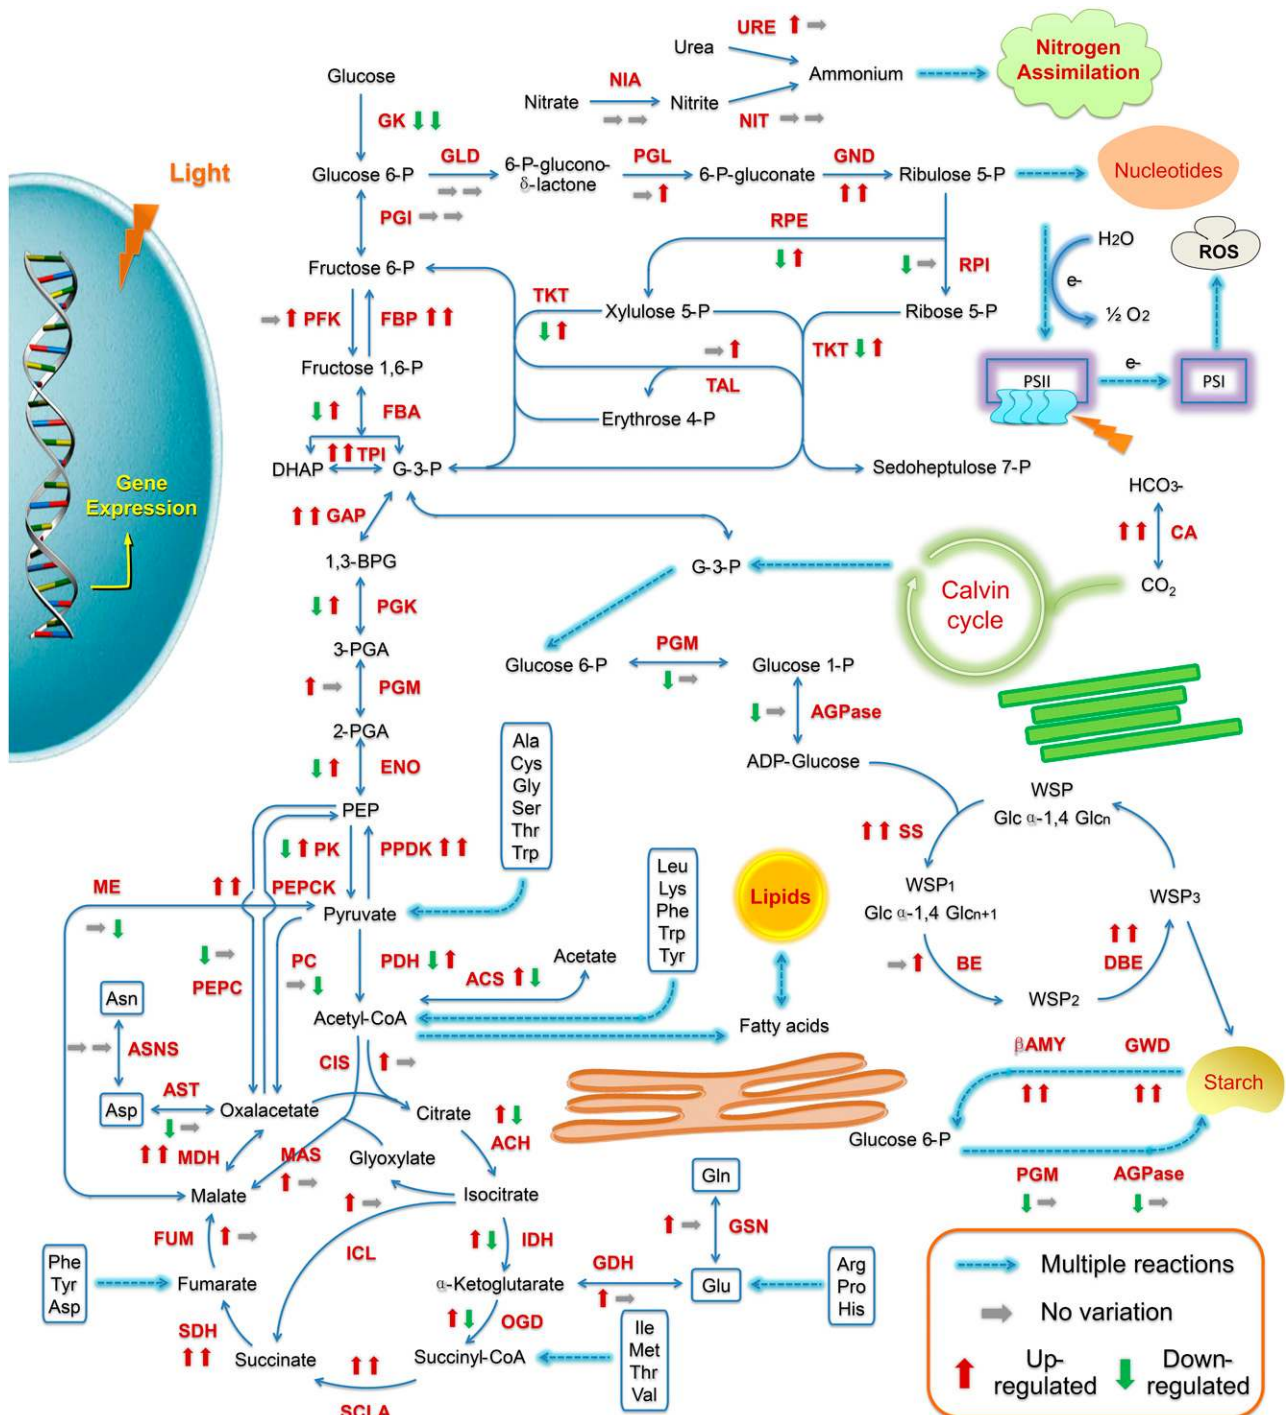 URE
Urea
Nitrogen
Assimilation
Glucose
Ammonium
NIA
Nitrate
Nitrite
GK
NIT
Light
GLD
6-P-glucono-
δ-lactone
PGL
GND
Glucose 6-P
6-P-gluconate
Ribulose 5-P
Nucleotides
PGI
RPE
H2O
ROS
Fructose 6-P
RPI
e-
TKT
Xylulose 5-P
Ribose 5-P
½ O2
PFK
FBP
TKT
Fructose 1,6-P
e-
TAL
PSII
PSI
FBA
Erythrose 4-P
TPI
DHAP
G-3-P
Sedoheptulose 7-P
Gene
Expression
HCO3-
GAP
CA
1,3-BPG
G-3-P
Calvin
cycle
CO2
PGK
3-PGA
PGM
Glucose 6-P
Glucose 1-P
PGM
AGPase
2-PGA
Ala
Cys
Gly
Ser
Thr
Trp
ENO
ADP-Glucose
WSP
Glc α-1,4 Glcn
PEP
SS
PK
PPDK
Leu
Lys
Phe
Trp
Tyr
ME
PEPCK
Lipids
WSP1
Glc α-1,4 Glcn+1
WSP3
Pyruvate
PC
PDH
ACS
Acetate
BE
DBE
PEPC
Asn
WSP2
Acetyl-CoA
Fatty acids
ASNS
CIS
βAMY
GWD
AST
Starch
Asp
Oxalacetate
Citrate
ACH
Glucose 6-P
MDH
MAS
Glyoxylate
Gln
PGM
AGPase
Malate
Isocitrate
FUM
ICL
IDH
GSN
Phe
Tyr
Asp
GDH
Fumarate
α-Ketoglutarate
Glu
Arg
Pro
His
OGD
SDH
Ile
Met
Thr
Val
Succinate
Succinyl-CoA
SCLA
Multiple reactions
No variation
Up-
regulated
Down-
regulated